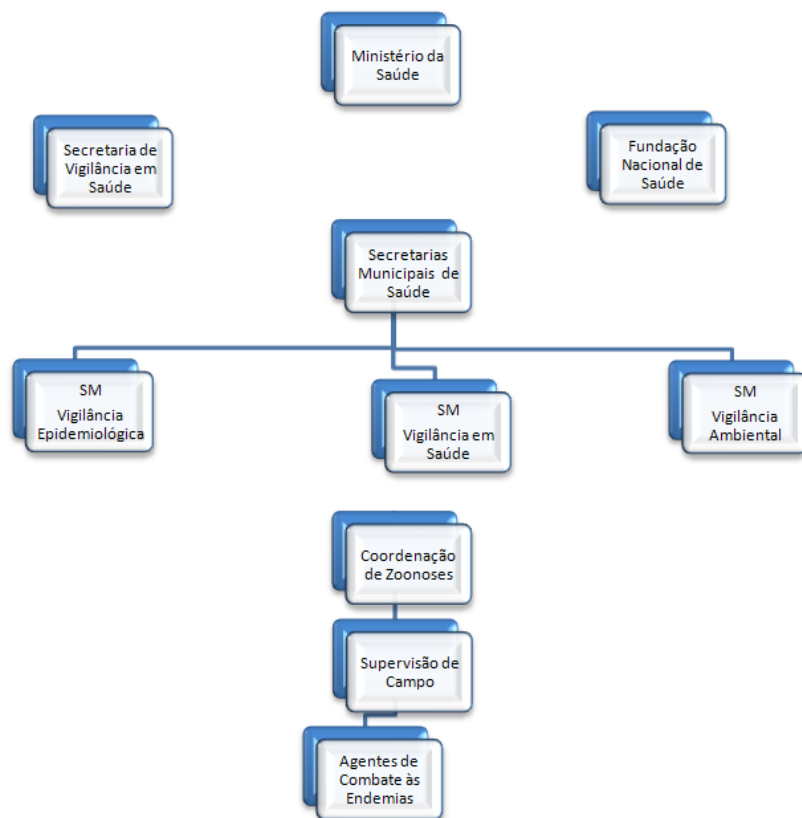 Ministério da
Saúde
Secretaria de
Vigilância em
Saúde
Fundação
Nacional de
Saúde
Secretarias
Municipais de
Saúde
SM
Vigilância
Epidemiológica
SM
Vigilância em
Saúde
SM
Vigilância
Ambiental
Coordenação
de Zoonoses
Supervisão de
Campo
Agentes de
Combate às
Endemias